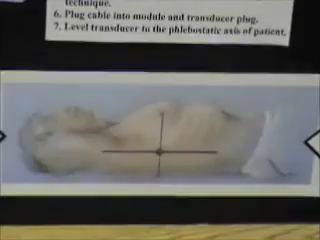 technique.
6. Plug cable into module and transducer plug.
7. Level transducer to the phlebostatic axis of patient,